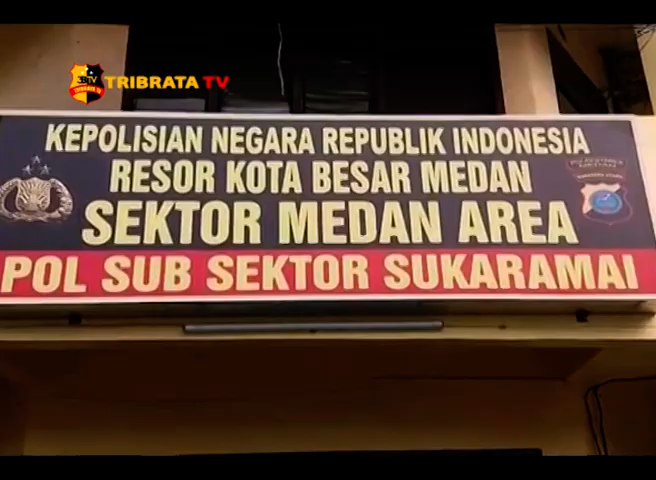 TRIBRATA TV
KEPOLISIAN NEGARA REPUBLIK INDONESIA
RESOR KOTA BESAR MEDAN
SEKTOR MEDAN AREA
POL SUB SEKTOR SUKARAMAI